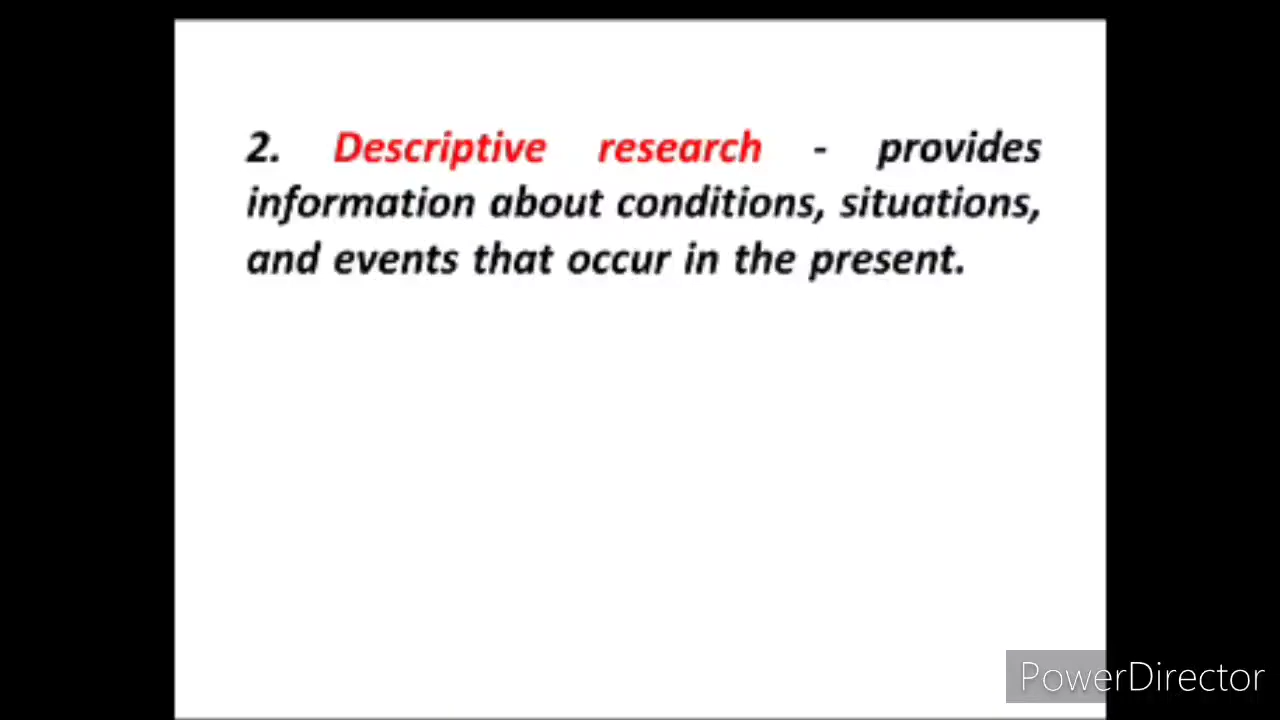 2. Descriptive research - provides
information about conditions, situations,
and events that occur in the present.
PowerDirector